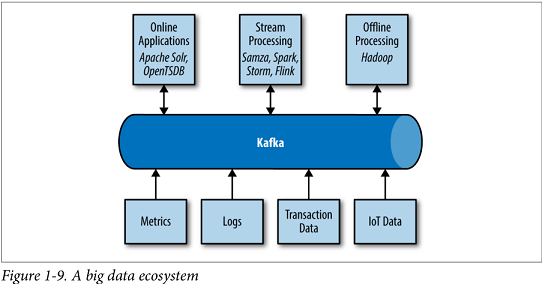 Online
Applications
Apache Solr,
OpenTSDB
Stream
Processing
Samza, Spark,
Storm, Flink
Offline
Processing
Hadoop
Kafka
Metrics
Logs
Transaction
Data
IoT Data
Figure 1-9. A big data ecosystem